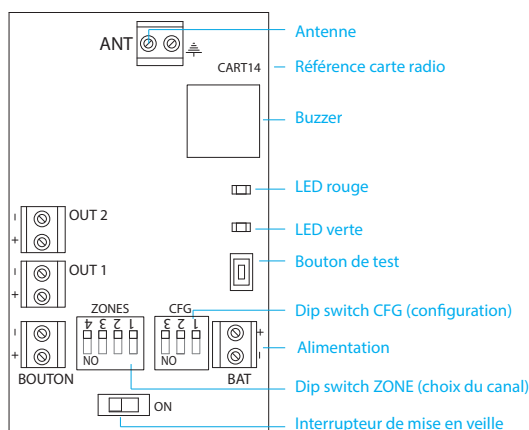 Antenne
ANT
CART14
Référence carte radio
Buzzer
LED rouge
LED verte
Bouton de test
- OUT 2
+
- OUT 1
+
ZONES
CFG
4 3 2 1
3 2 1
NO
NO
-
+
BOUTON
+
-
BAT
Dip switch CFG (configuration)
Alimentation
Dip switch ZONE (choix du canal)
ON
Interrupteur de mise en veille